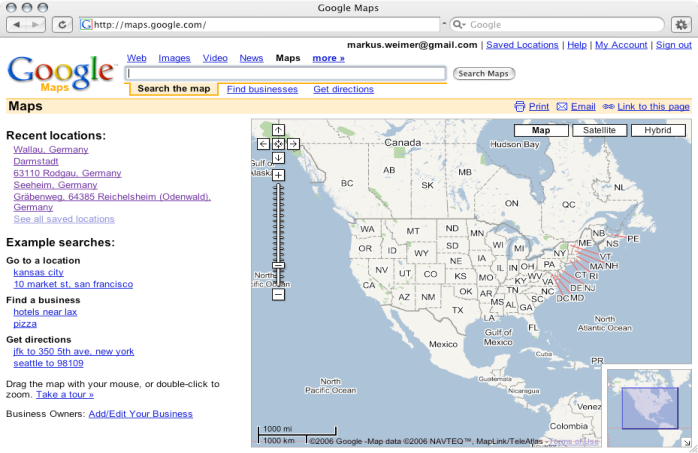 Google Maps
http://maps.google.com/
Google
markus.weimer@gmail.com | Saved Locations | Help | My Account | Sign out
Google Maps
Web Images Video News Maps more »
Search Maps
Search the map Find businesses Get directions
Maps
Print Email Link to this page
Recent locations:
Wallau, Germany
Darmstadt
63110 Rodgau, Germany
Seeheim, Germany
Gräbenweg, 64385 Reichelsheim (Odenwald),
Germany
See all saved locations
Example searches:
Go to a location
kansas city
10 market st, san francisco
Find a business
hotels near lax
pizza
Get directions
jfk to 350 5th ave, new york
seattle to 98109
Drag the map with your mouse, or double-click to
zoom. Take a tour »
Business Owners: Add/Edit Your Business
Map Satellite Hybrid
Canada
Hudson Bay
Gulf of
BC
AB
SK
MB
ON
QC
NL
NB
PE
NS
WA
MT
ND
MN
OR
ID
WY
SD
WI
MI
NY
ME
VT
MA NH
CT RI
NV
UT
CO
NE
IA
IL
IN
OH
PA
DE NJ
DC MD
CA
AZ
NM
KS
MO
KY
WV
VA
NC
OK
AR
TX
LA
MS
AL
GA
SC
FL
North
Atlantic Ocean
Gulf of
Mexico
Mexico
Cuba
PR
Guatemala
Nicaragua
North
Pacific Ocean
Venez
Colombia
1000 mi
1000 km
©2006 Google -Map data ©2006 NAVTEQ™, MapLink/TeleAtlas - Terms of Use